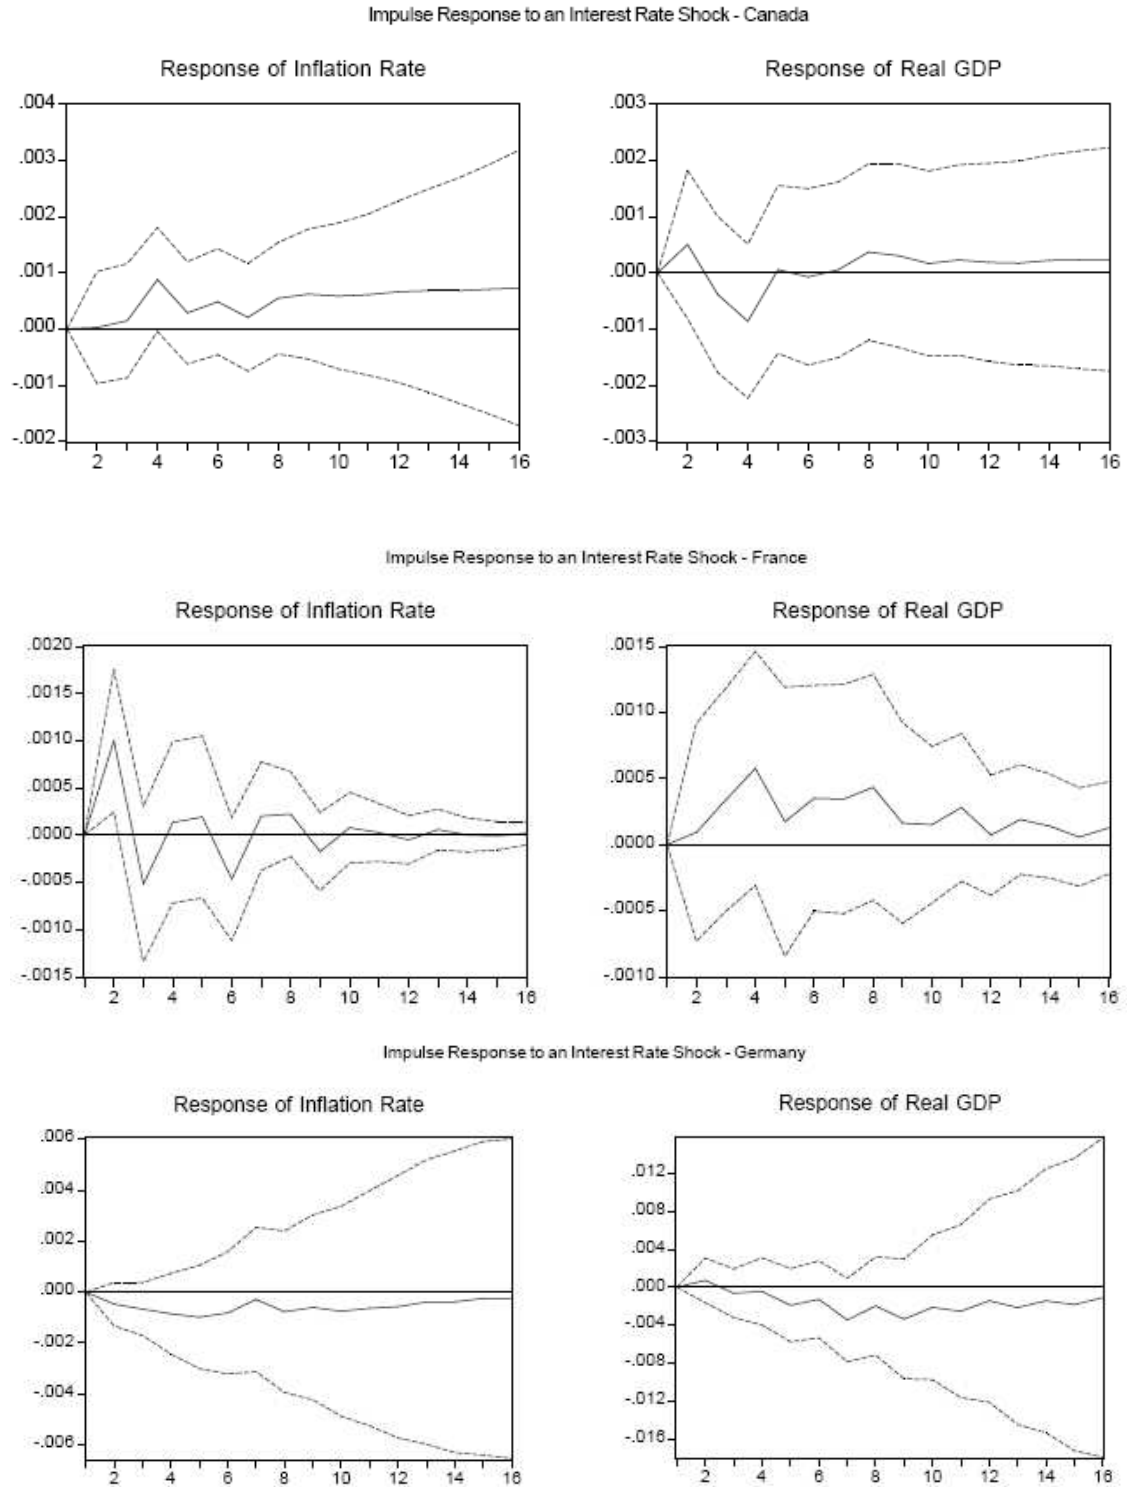 Impulse Response to an Interest Rate Shock - Canada
Response of Inflation Rate
.004
.003
.002
.001
.000
-.001
-.002
2 4 6 8 10 12 14 16
Response of Real GDP
.003
.002
.001
.000
-.001
-.002
-.003
2 4 6 8 10 12 14 16
Impulse Response to an Interest Rate Shock - France
Response of Inflation Rate
.0020
.0015
.0010
.0005
.0000
-.0005
-.0010
-.0015
2 4 6 8 10 12 14 16
Response of Real GDP
.0015
.0010
.0005
.0000
-.0005
-.0010
2 4 6 8 10 12 14 16
Impulse Response to an Interest Rate Shock - Germany
Response of Inflation Rate
.006
.004
.002
.000
-.002
-.004
-.006
2 4 6 8 10 12 14 16
Response of Real GDP
.012
.008
.004
.000
-.004
-.008
-.012
-.016
2 4 6 8 10 12 14 16